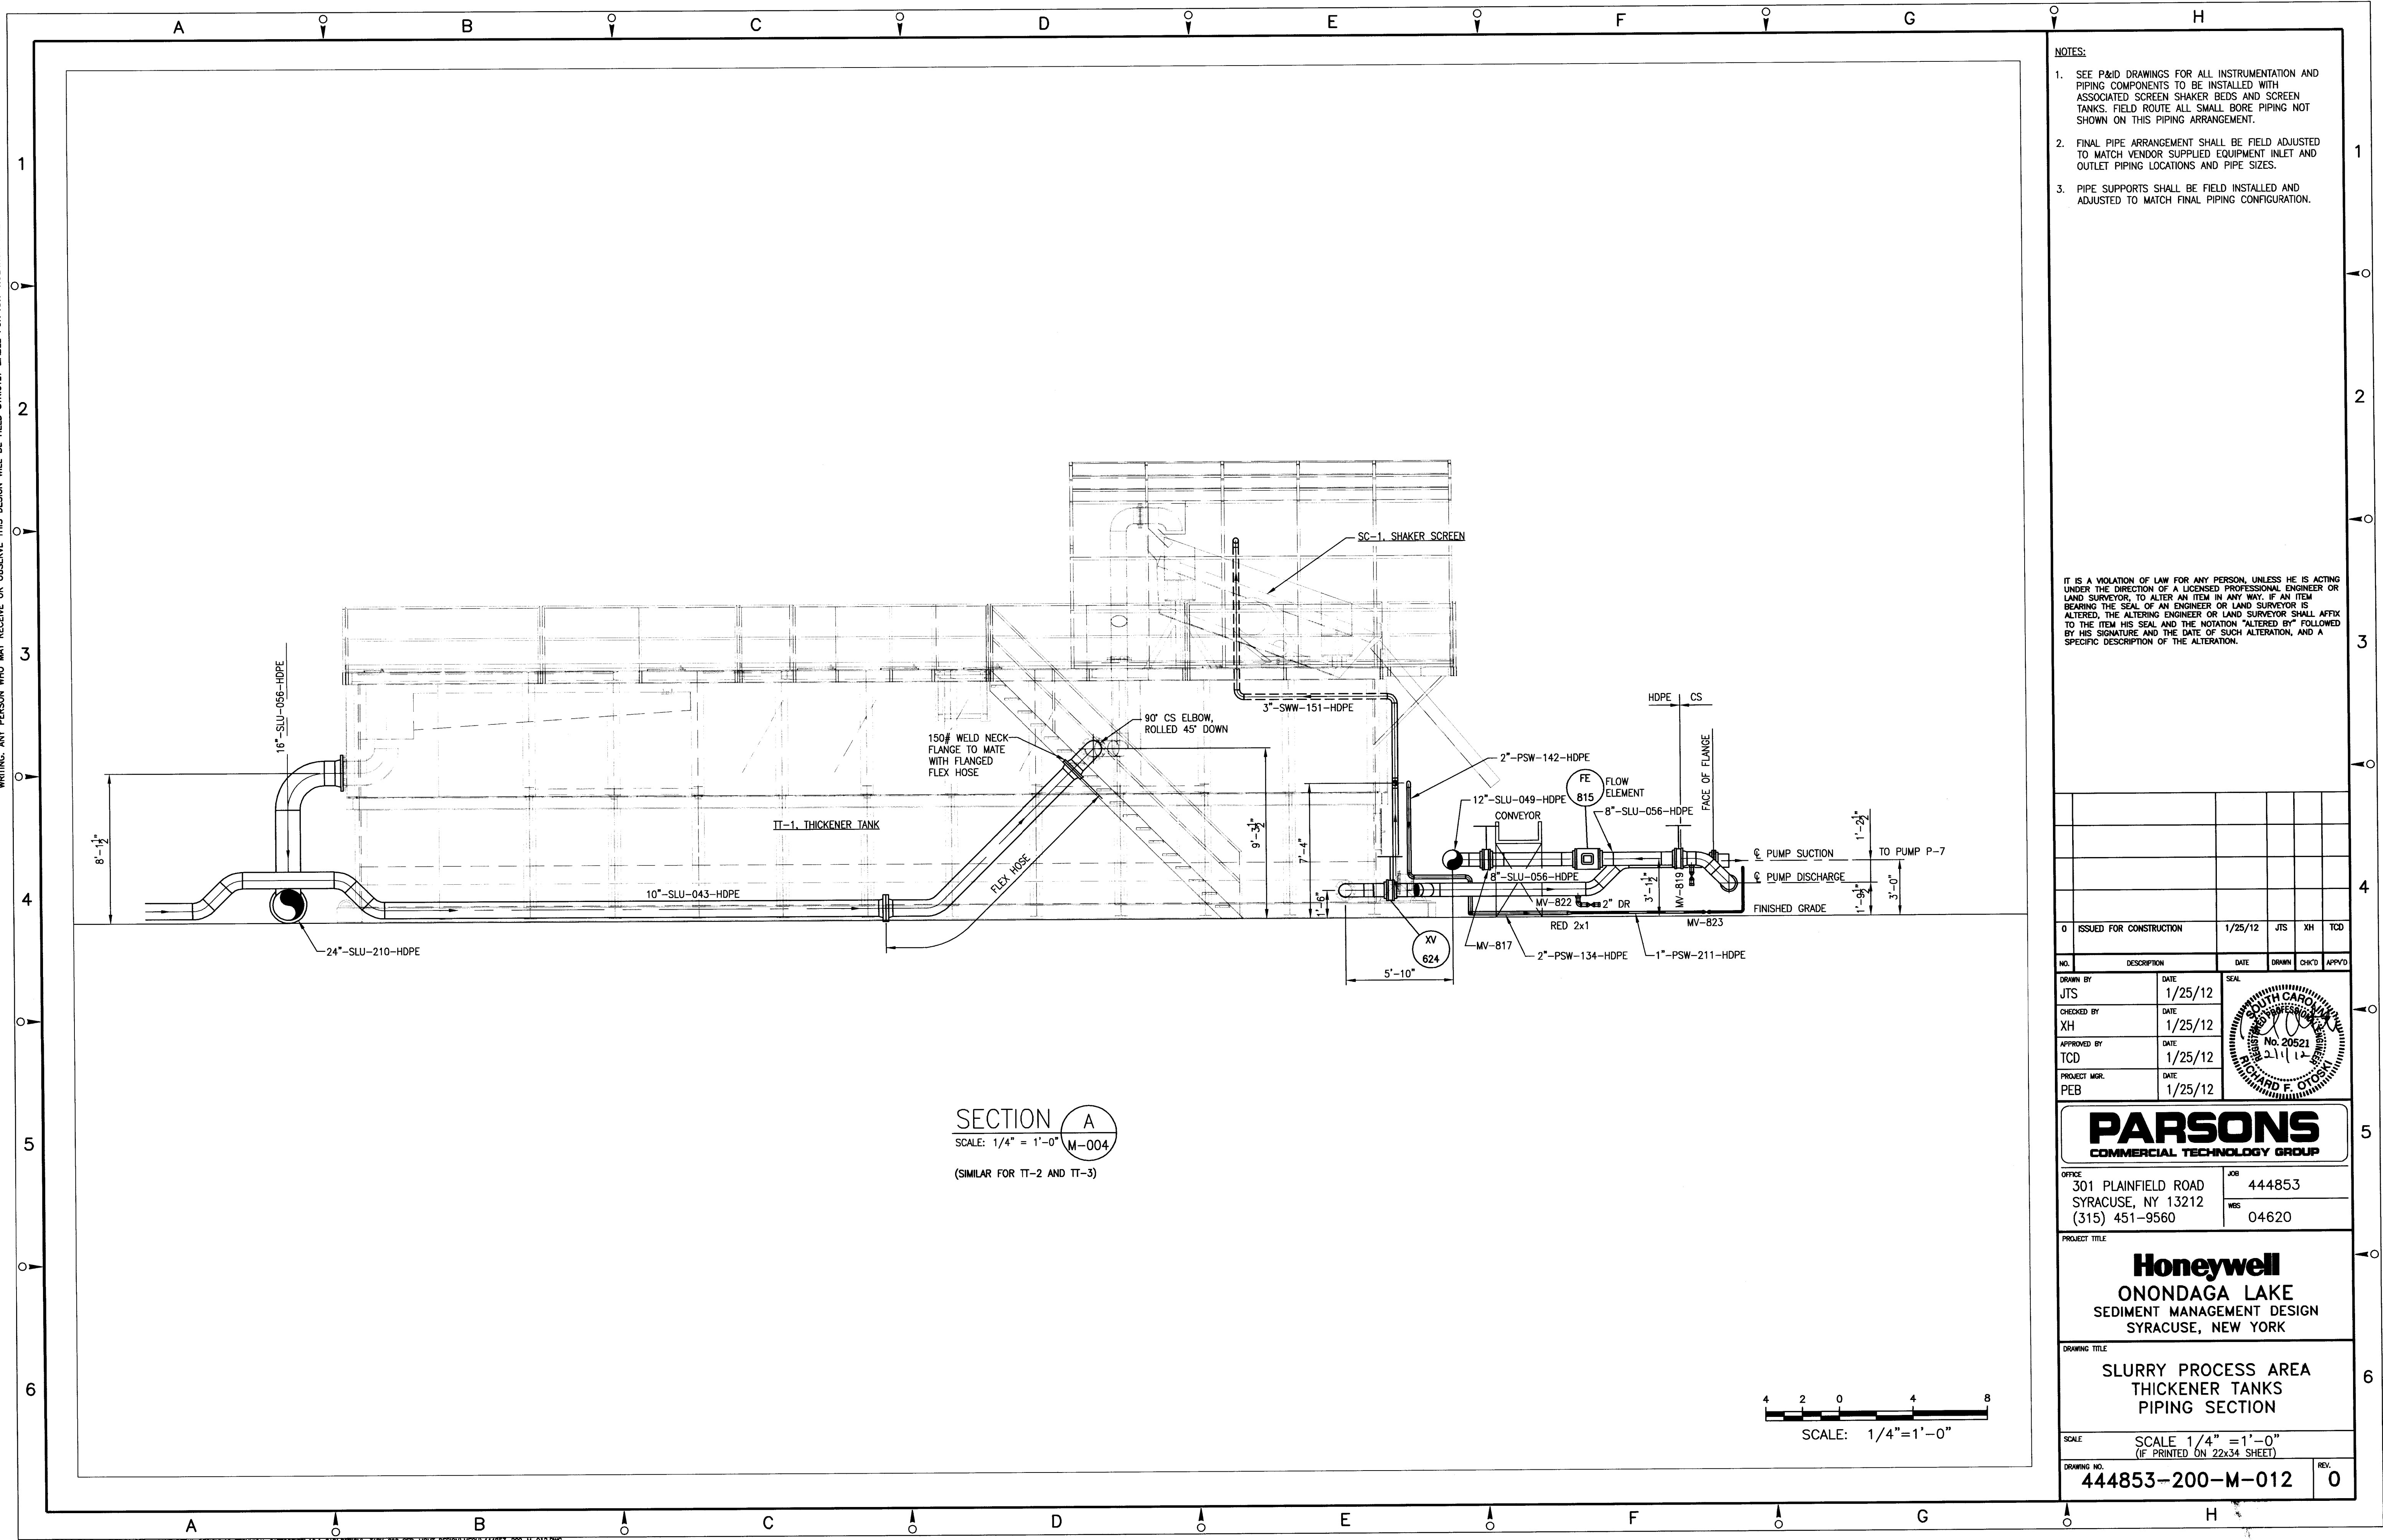 A B C D E F G H
NOTES:
1. SEE P&ID DRAWINGS FOR ALL INSTRUMENTATION AND
PIPING COMPONENTS TO BE INSTALLED WITH
ASSOCIATED SCREEN SHAKER BEDS AND SCREEN
TANKS. FIELD ROUTE ALL SMALL BORE PIPING NOT
SHOWN ON THIS PIPING ARRANGEMENT.
2. FINAL PIPE ARRANGEMENT SHALL BE FIELD ADJUSTED
TO MATCH VENDOR SUPPLIED EQUIPMENT INLET AND
OUTLET PIPING LOCATIONS AND PIPE SIZES.
3. PIPE SUPPORTS SHALL BE FIELD INSTALLED AND
ADJUSTED TO MATCH FINAL PIPING CONFIGURATION.
1 1
2 2
3 3
4 4
5 5
6 6
SC-1, SHAKER SCREEN
16"-SLU-056-HDPE
8'-1½"
24"-SLU-210-HDPE
10"-SLU-043-HDPE
TT-1, THICKENER TANK
150# WELD NECK
FLANGE TO MATE
WITH FLANGED
FLEX HOSE
90° CS ELBOW,
ROLLED 45° DOWN
FLEX HOSE
3"-SWW-151-HDPE
9'-3½"
7'-4"
1'-6"
5'-10"
2"-PSW-142-HDPE
12"-SLU-049-HDPE
CONVEYOR
FE
815
FLOW
ELEMENT
8"-SLU-056-HDPE
HDPE CS
FACE OF FLANGE
8"-SLU-056-HDPE
MV-822
2" DR
3'-1½"
MV-819
MV-823
RED 2x1
XV
624
MV-817
2"-PSW-134-HDPE
1"-PSW-211-HDPE
℄ PUMP SUCTION
TO PUMP P-7
℄ PUMP DISCHARGE
FINISHED GRADE
1'-2½"
1'-9½"
3'-0"
SECTION A
SCALE: 1/4" = 1'-0" M-004
(SIMILAR FOR TT-2 AND TT-3)
4 2 0 4 8
SCALE: 1/4"=1'-0"
IT IS A VIOLATION OF LAW FOR ANY PERSON, UNLESS HE IS ACTING
UNDER THE DIRECTION OF A LICENSED PROFESSIONAL ENGINEER OR
LAND SURVEYOR, TO ALTER AN ITEM IN ANY WAY. IF AN ITEM
BEARING THE SEAL OF AN ENGINEER OR LAND SURVEYOR IS
ALTERED, THE ALTERING ENGINEER OR LAND SURVEYOR SHALL AFFIX
TO THE ITEM HIS SEAL AND THE NOTATION "ALTERED BY" FOLLOWED
BY HIS SIGNATURE AND THE DATE OF SUCH ALTERATION, AND A
SPECIFIC DESCRIPTION OF THE ALTERATION.
0 ISSUED FOR CONSTRUCTION 1/25/12 JTS XH TCD
NO. DESCRIPTION DATE DRAWN CHK'D APPV'D
DRAWN BY DATE SEAL
JTS 1/25/12
CHECKED BY DATE
XH 1/25/12
APPROVED BY DATE
TCD 1/25/12
PROJECT MGR. DATE
PEB 1/25/12
SOUTH CAROLINA
REGISTERED PROFESSIONAL ENGINEER
No. 20521
2/1/12
RICHARD F. OTOSKI
PARSONS
COMMERCIAL TECHNOLOGY GROUP
OFFICE
301 PLAINFIELD ROAD
SYRACUSE, NY 13212
(315) 451-9560
JOB
444853
WBS
04620
PROJECT TITLE
Honeywell
ONONDAGA LAKE
SEDIMENT MANAGEMENT DESIGN
SYRACUSE, NEW YORK
DRAWING TITLE
SLURRY PROCESS AREA
THICKENER TANKS
PIPING SECTION
SCALE
SCALE 1/4" =1'-0"
(IF PRINTED ON 22x34 SHEET)
DRAWING NO. REV.
444853-200-M-012 0
A B C D E F G H